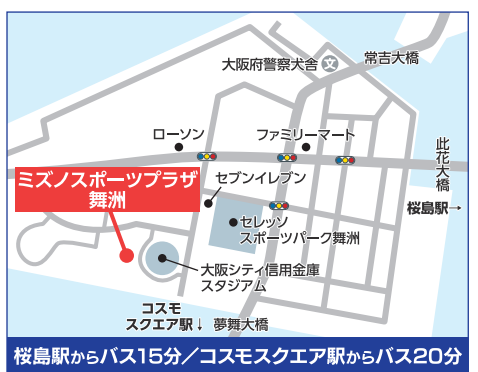 常吉大橋
大阪府警察犬舎
文
ローソン
ファミリーマート
此花大橋
ミズノスポーツプラザ
舞洲
セブンイレブン
桜島駅→
セレッソ
スポーツパーク舞洲
大阪シティ信用金庫
スタジアム
コスモ
スクエア駅↓
夢舞大橋
桜島駅からバス15分／コスモスクエア駅からバス20分